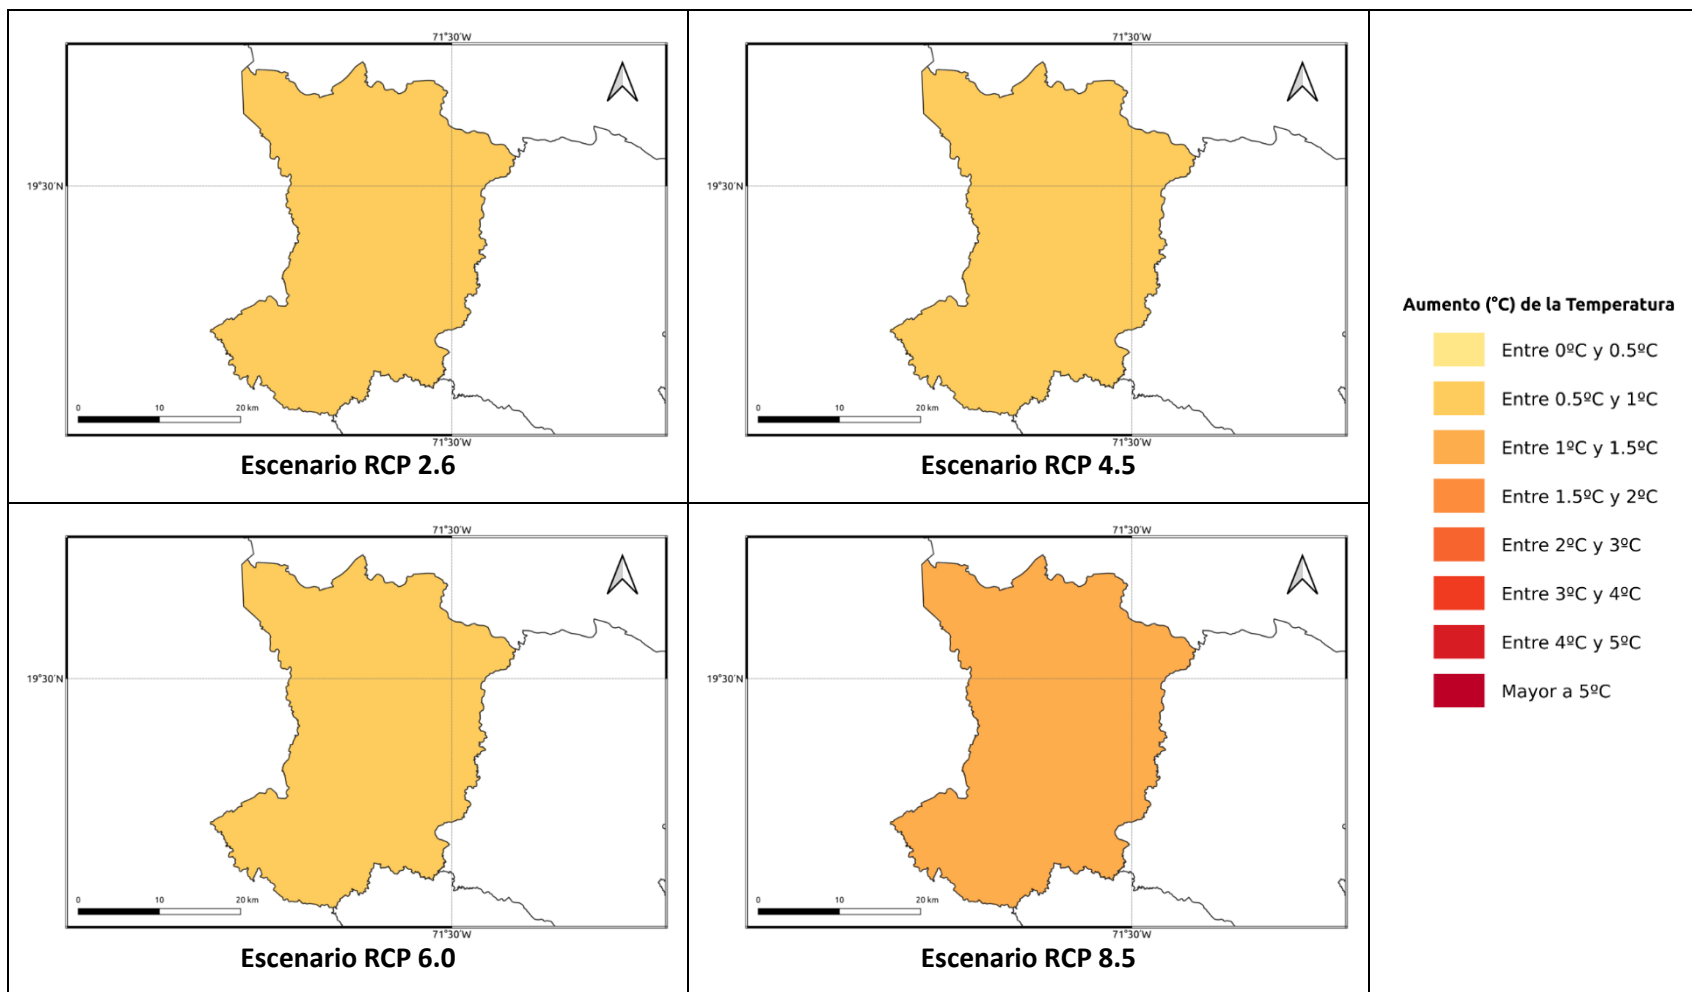 71°30'W
19°30'N
0 10 20 km
71°30'W
Escenario RCP 2.6
71°30'W
19°30'N
0 10 20 km
71°30'W
Escenario RCP 4.5
71°30'W
19°30'N
0 10 20 km
71°30'W
Escenario RCP 6.0
71°30'W
19°30'N
0 10 20 km
71°30'W
Escenario RCP 8.5
Aumento (°C) de la Temperatura
Entre 0ºC y 0.5ºC
Entre 0.5ºC y 1ºC
Entre 1ºC y 1.5ºC
Entre 1.5ºC y 2ºC
Entre 2ºC y 3ºC
Entre 3ºC y 4ºC
Entre 4ºC y 5ºC
Mayor a 5ºC